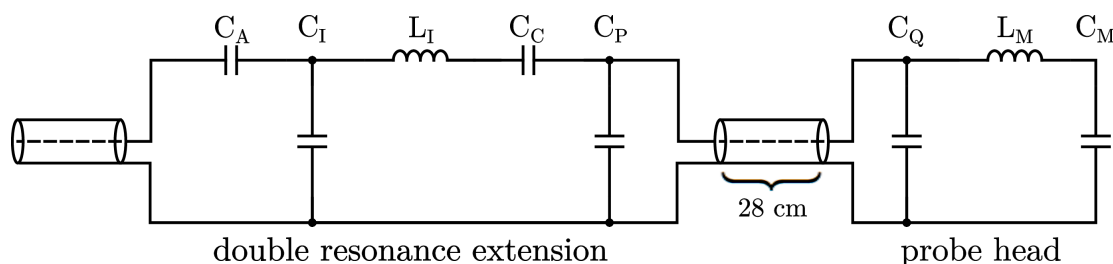 C_A C_I L_I C_C C_P C_Q L_M C_M
28 cm
double resonance extension probe head